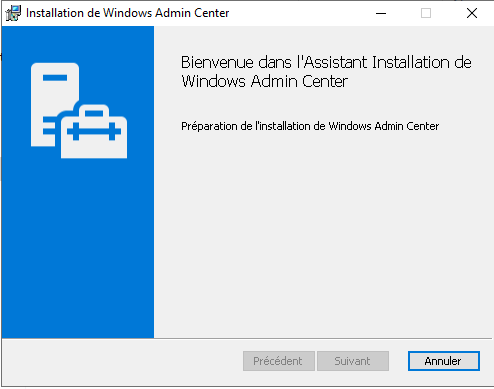 Installation de Windows Admin Center
Bienvenue dans l'Assistant Installation de
Windows Admin Center
Préparation de l'installation de Windows Admin Center
Précédent
Suivant
Annuler